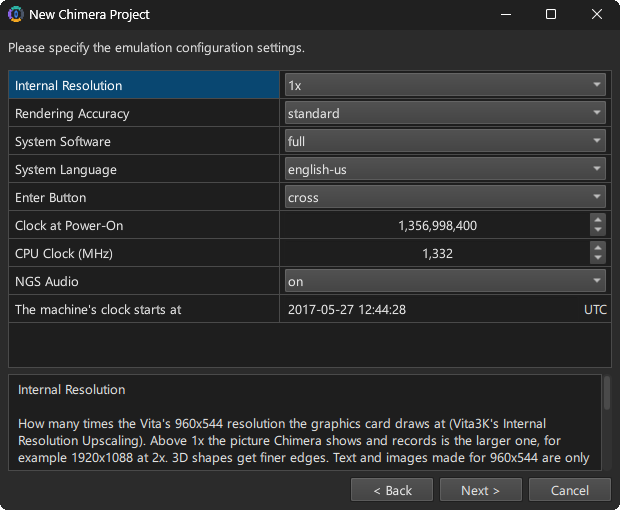 New Chimera Project
Please specify the emulation configuration settings.
Internal Resolution 1x
Rendering Accuracy standard
System Software full
System Language english-us
Enter Button cross
Clock at Power-On 1,356,998,400
CPU Clock (MHz) 1,332
NGS Audio on
The machine's clock starts at 2017-05-27 12:44:28 UTC
Internal Resolution
How many times the Vita's 960x544 resolution the graphics card draws at (Vita3K's Internal
Resolution Upscaling). Above 1x the picture Chimera shows and records is the larger one, for
example 1920x1088 at 2x. 3D shapes get finer edges. Text and images made for 960x544 are only
< Back Next > Cancel